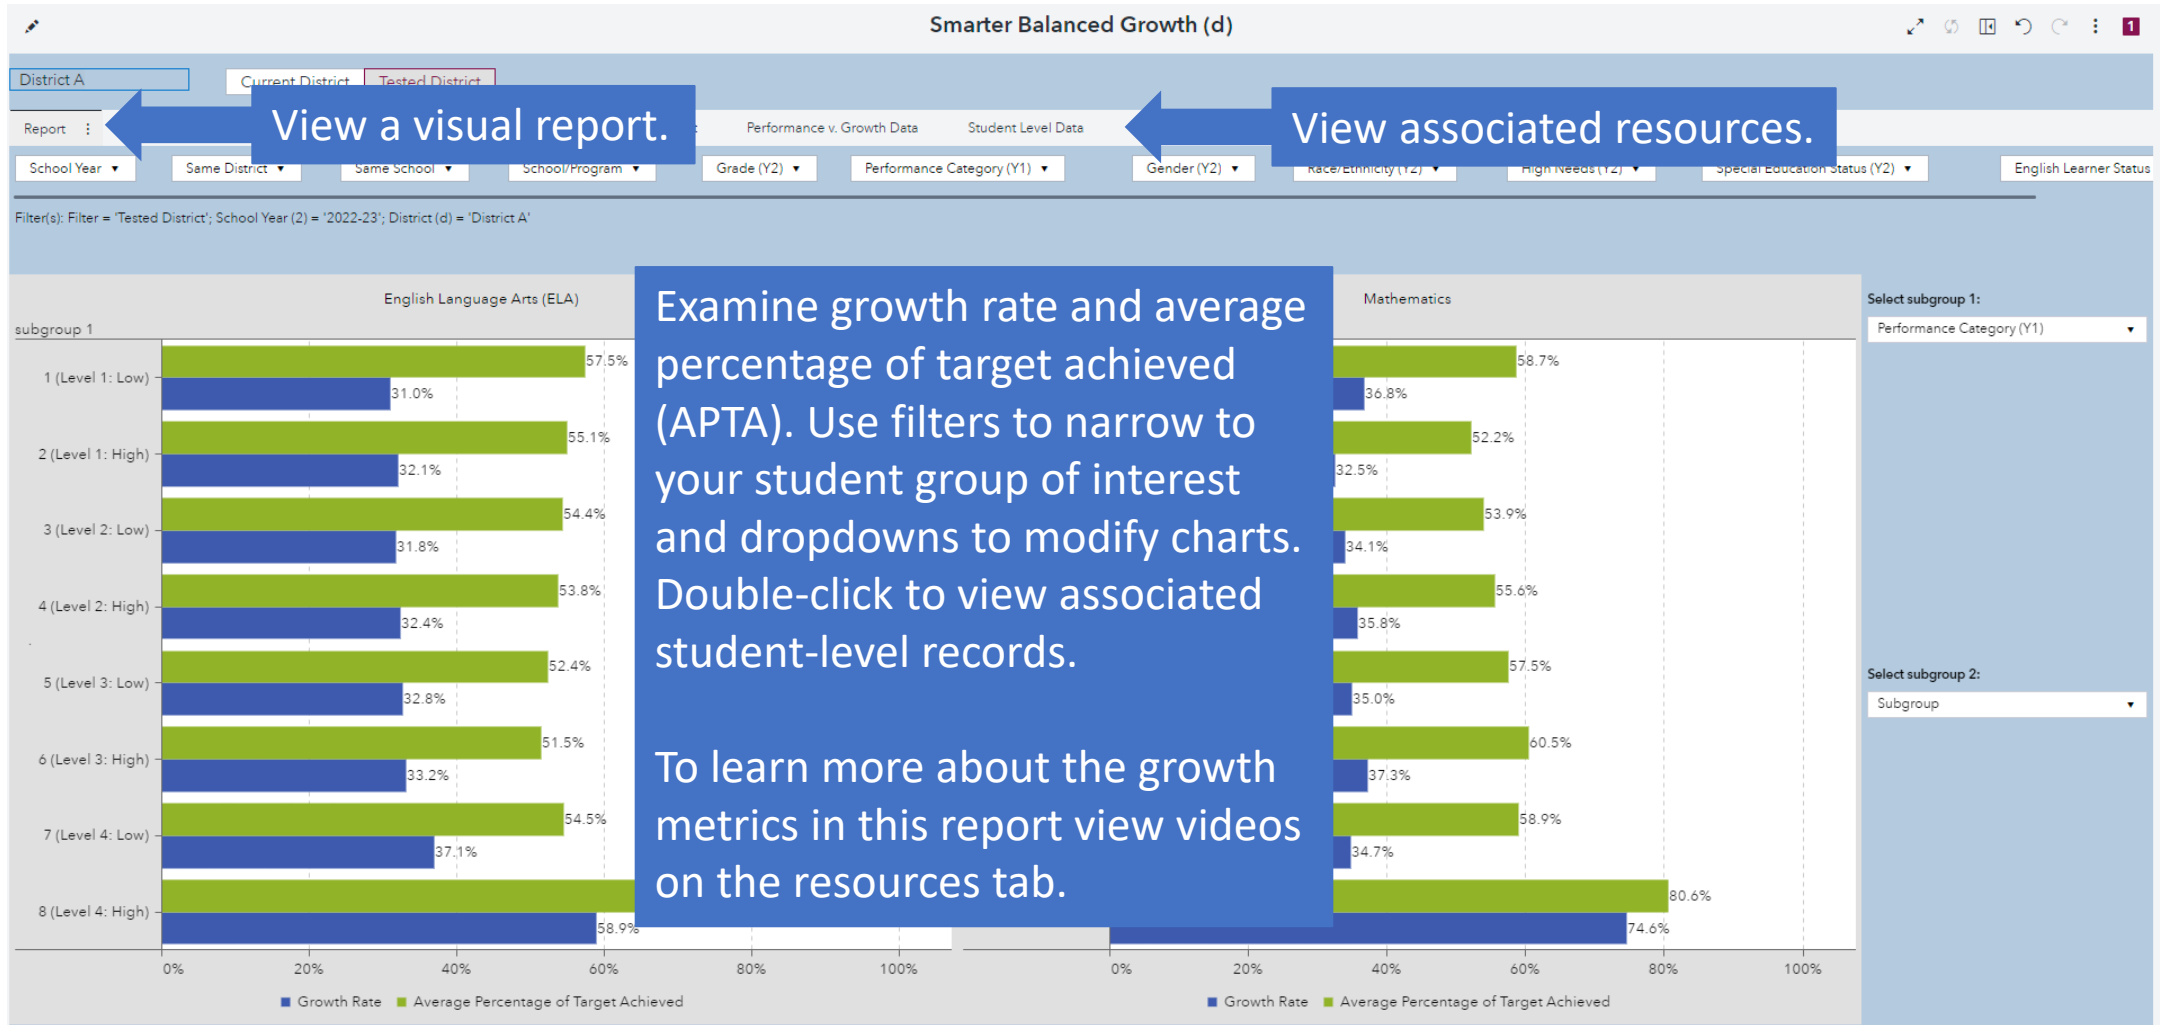 Smarter Balanced Growth (d)
1
District A
Current District
Tested District
View a visual report.
View associated resources.
Report
Performance v. Growth Data
Student Level Data
School Year
Same District
Same School
School/Program
Grade (Y2)
Performance Category (Y1)
Gender (Y2)
Race/Ethnicity (Y2)
High Needs (Y2)
Special Education Status (Y2)
English Learner Status
Filter(s): Filter = 'Tested District'; School Year (2) = '2022-23'; District (d) = 'District A'
English Language Arts (ELA)
subgroup 1
1 (Level 1: Low)
57.5%
31.0%
2 (Level 1: High)
55.1%
32.1%
3 (Level 2: Low)
54.4%
31.8%
4 (Level 2: High)
53.8%
32.4%
5 (Level 3: Low)
52.4%
32.8%
6 (Level 3: High)
51.5%
33.2%
7 (Level 4: Low)
54.5%
37.1%
8 (Level 4: High)
58.9%
0% 20% 40% 60% 80% 100%
Growth Rate Average Percentage of Target Achieved
Examine growth rate and average
percentage of target achieved
(APTA). Use filters to narrow to
your student group of interest
and dropdowns to modify charts.
Double-click to view associated
student-level records.
To learn more about the growth
metrics in this report view videos
on the resources tab.
Mathematics
58.7%
36.8%
52.2%
32.5%
53.9%
34.1%
55.6%
35.8%
57.5%
35.0%
60.5%
37.3%
58.9%
34.7%
80.6%
74.6%
0% 20% 40% 60% 80% 100%
Growth Rate Average Percentage of Target Achieved
Select subgroup 1:
Performance Category (Y1)
Select subgroup 2:
Subgroup